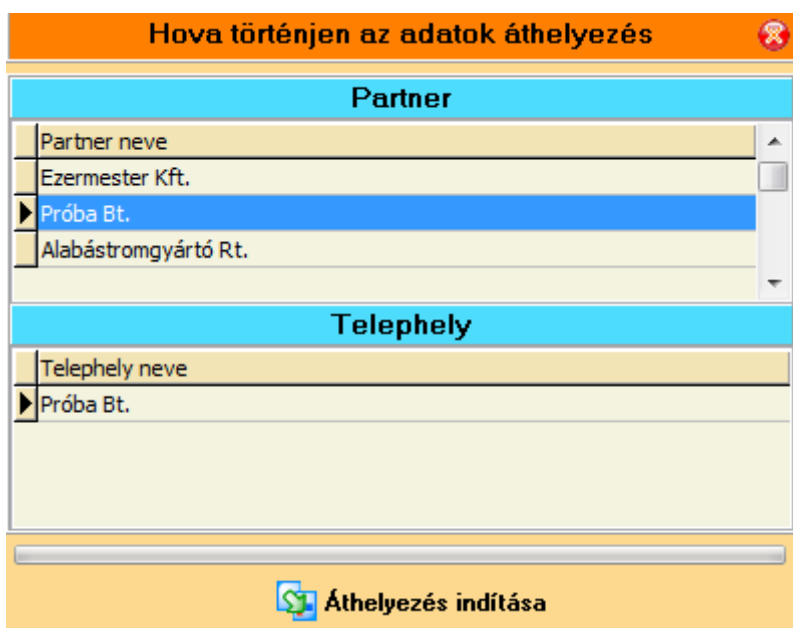 Hova történjen az adatok áthelyezés
Partner
Partner neve
Ezermester Kft.
Próba Bt.
Alabástromgyártó Rt.
Telephely
Telephely neve
Próba Bt.
Áthelyezés indítása